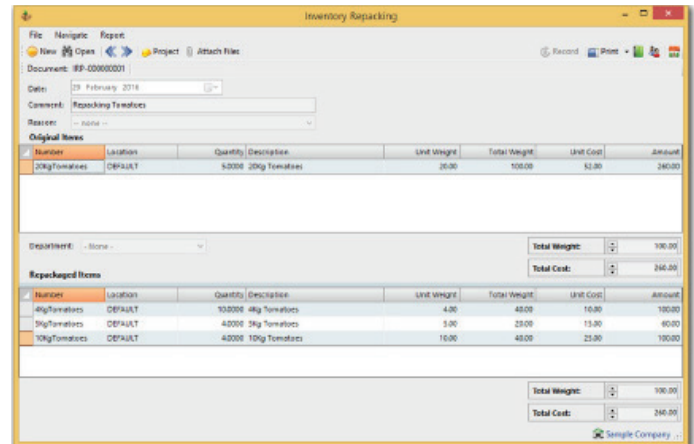 Inventory Repacking
File Navigate Report
New Open Project Attach Files Record Print
Document: IRP-000000001
Date: 29 February 2016
Comment: Repacking Tomatoes
Reason: -- None --
Original Items
Number Location Quantity Description Unit Weight Total Weight Unit Cost Amount
20KgTomatoes DEFAULT 5.0000 20Kg Tomatoes 20.00 100.00 52.00 260.00
Department: - None - Total Weight: 100.00
Total Cost: 260.00
Repackaged Items
Number Location Quantity Description Unit Weight Total Weight Unit Cost Amount
4KgTomatoes DEFAULT 10.0000 4Kg Tomatoes 4.00 40.00 10.00 100.00
5KgTomatoes DEFAULT 4.0000 5Kg Tomatoes 5.00 20.00 15.00 60.00
10KgTomatoes DEFAULT 4.0000 10Kg Tomatoes 10.00 40.00 25.00 100.00
Total Weight: 100.00
Total Cost: 260.00
Sample Company